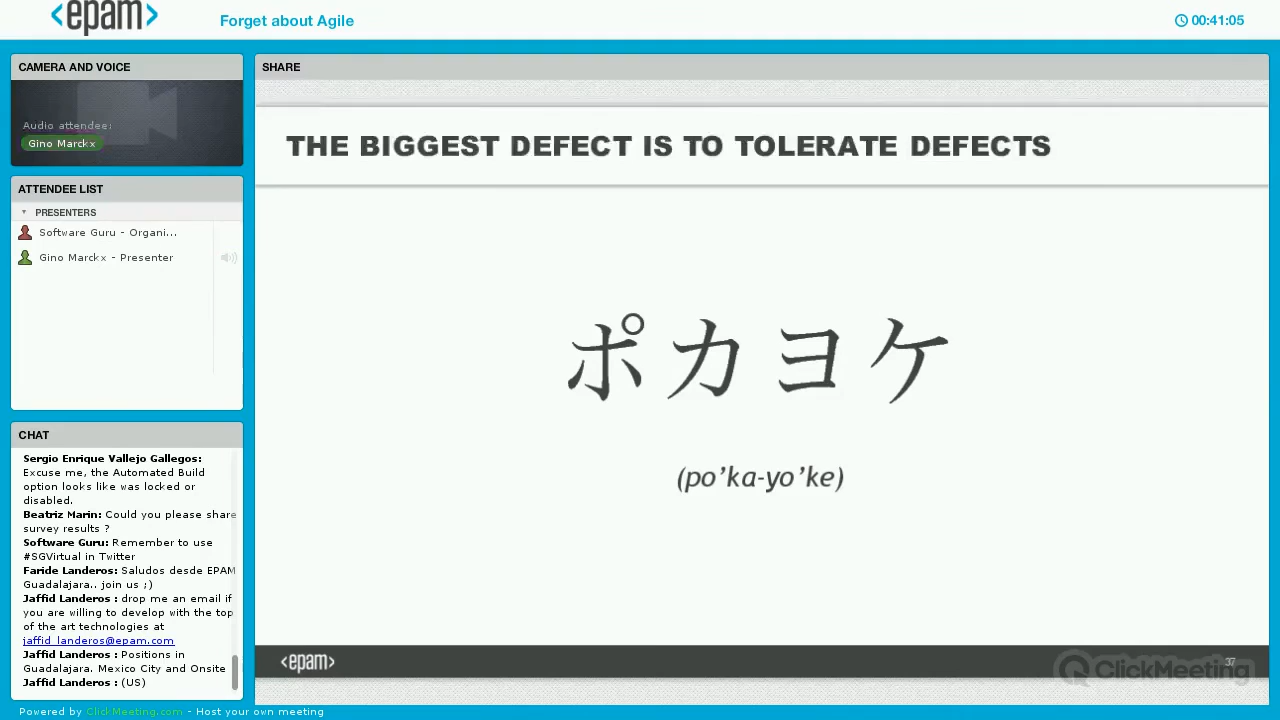 <epam>
Forget about Agile
00:41:05
CAMERA AND VOICE
Audio attendee:
Gino Marckx
ATTENDEE LIST
PRESENTERS
Software Guru - Organi...
Gino Marckx - Presenter
CHAT
Sergio Enrique Vallejo Gallegos:
Excuse me, the Automated Build
option looks like was locked or
disabled.
Beatriz Marin: Could you please share
survey results ?
Software Guru: Remember to use
#SGVirtual in Twitter
Faride Landeros: Saludos desde EPAM
Guadalajara.. join us ;)
Jaffid Landeros : drop me an email if
you are willing to develop with the top
of the art technologies at
jaffid_landeros@epam.com
Jaffid Landeros : Positions in
Guadalajara. Mexico City and Onsite
Jaffid Landeros : (US)
SHARE
THE BIGGEST DEFECT IS TO TOLERATE DEFECTS
ポカヨケ
(po’ka-yo’ke)
<epam>
37
ClickMeeting
Powered by ClickMeeting.com - Host your own meeting